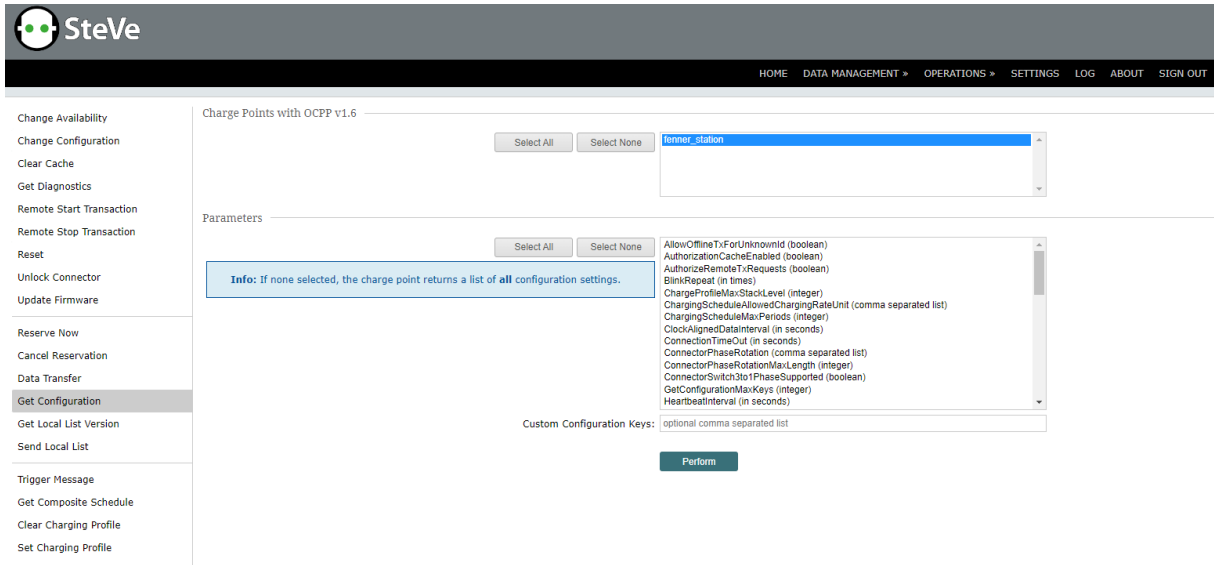 SteVe
HOME DATA MANAGEMENT » OPERATIONS » SETTINGS LOG ABOUT SIGN OUT
Change Availability
Change Configuration
Clear Cache
Get Diagnostics
Remote Start Transaction
Remote Stop Transaction
Reset
Unlock Connector
Update Firmware
Reserve Now
Cancel Reservation
Data Transfer
Get Configuration
Get Local List Version
Send Local List
Trigger Message
Get Composite Schedule
Clear Charging Profile
Set Charging Profile
Charge Points with OCPP v1.6
Select All Select None
fenner_station
Parameters
Select All Select None
Info: If none selected, the charge point returns a list of all configuration settings.
AllowOfflineTxForUnknownId (boolean)
AuthorizationCacheEnabled (boolean)
AuthorizeRemoteTxRequests (boolean)
BlinkRepeat (in times)
ChargeProfileMaxStackLevel (integer)
ChargingScheduleAllowedChargingRateUnit (comma separated list)
ChargingScheduleMaxPeriods (integer)
ClockAlignedDataInterval (in seconds)
ConnectionTimeOut (in seconds)
ConnectorPhaseRotation (comma separated list)
ConnectorPhaseRotationMaxLength (integer)
ConnectorSwitch3to1PhaseSupported (boolean)
GetConfigurationMaxKeys (integer)
HeartbeatInterval (in seconds)
Custom Configuration Keys: optional comma separated list
Perform